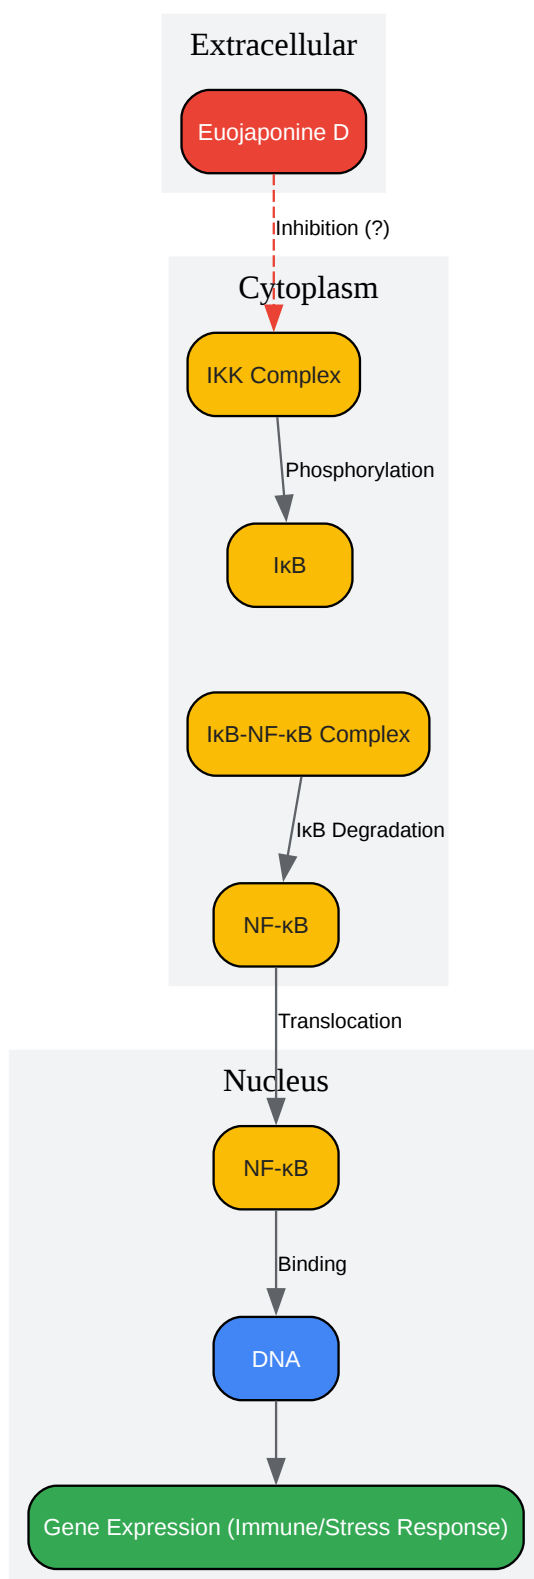 Extracellular
Euojaponine D
Inhibition (?)
Cytoplasm
IKK Complex
Phosphorylation
IκB
IκB-NF-κB Complex
IκB Degradation
NF-κB
Translocation
Nucleus
NF-κB
Binding
DNA
Gene Expression (Immune/Stress Response)